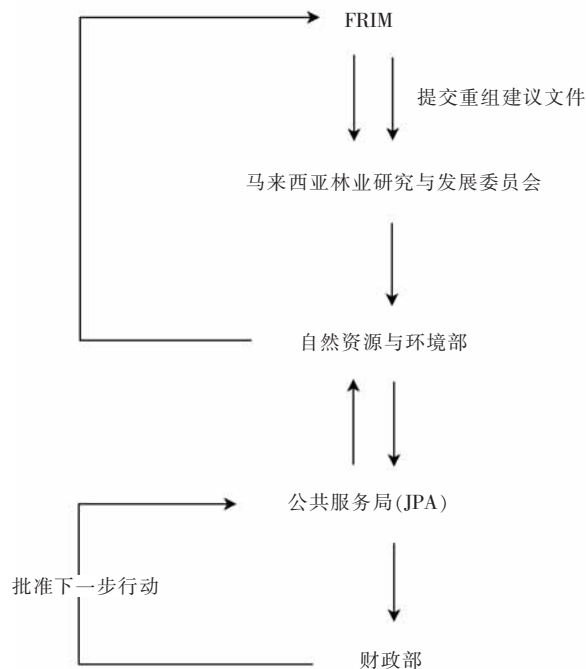 FRIM
提交重组建议文件
马来西亚林业研究与发展委员会
自然资源与环境部
公共服务局(JPA)
批准下一步行动
财政部